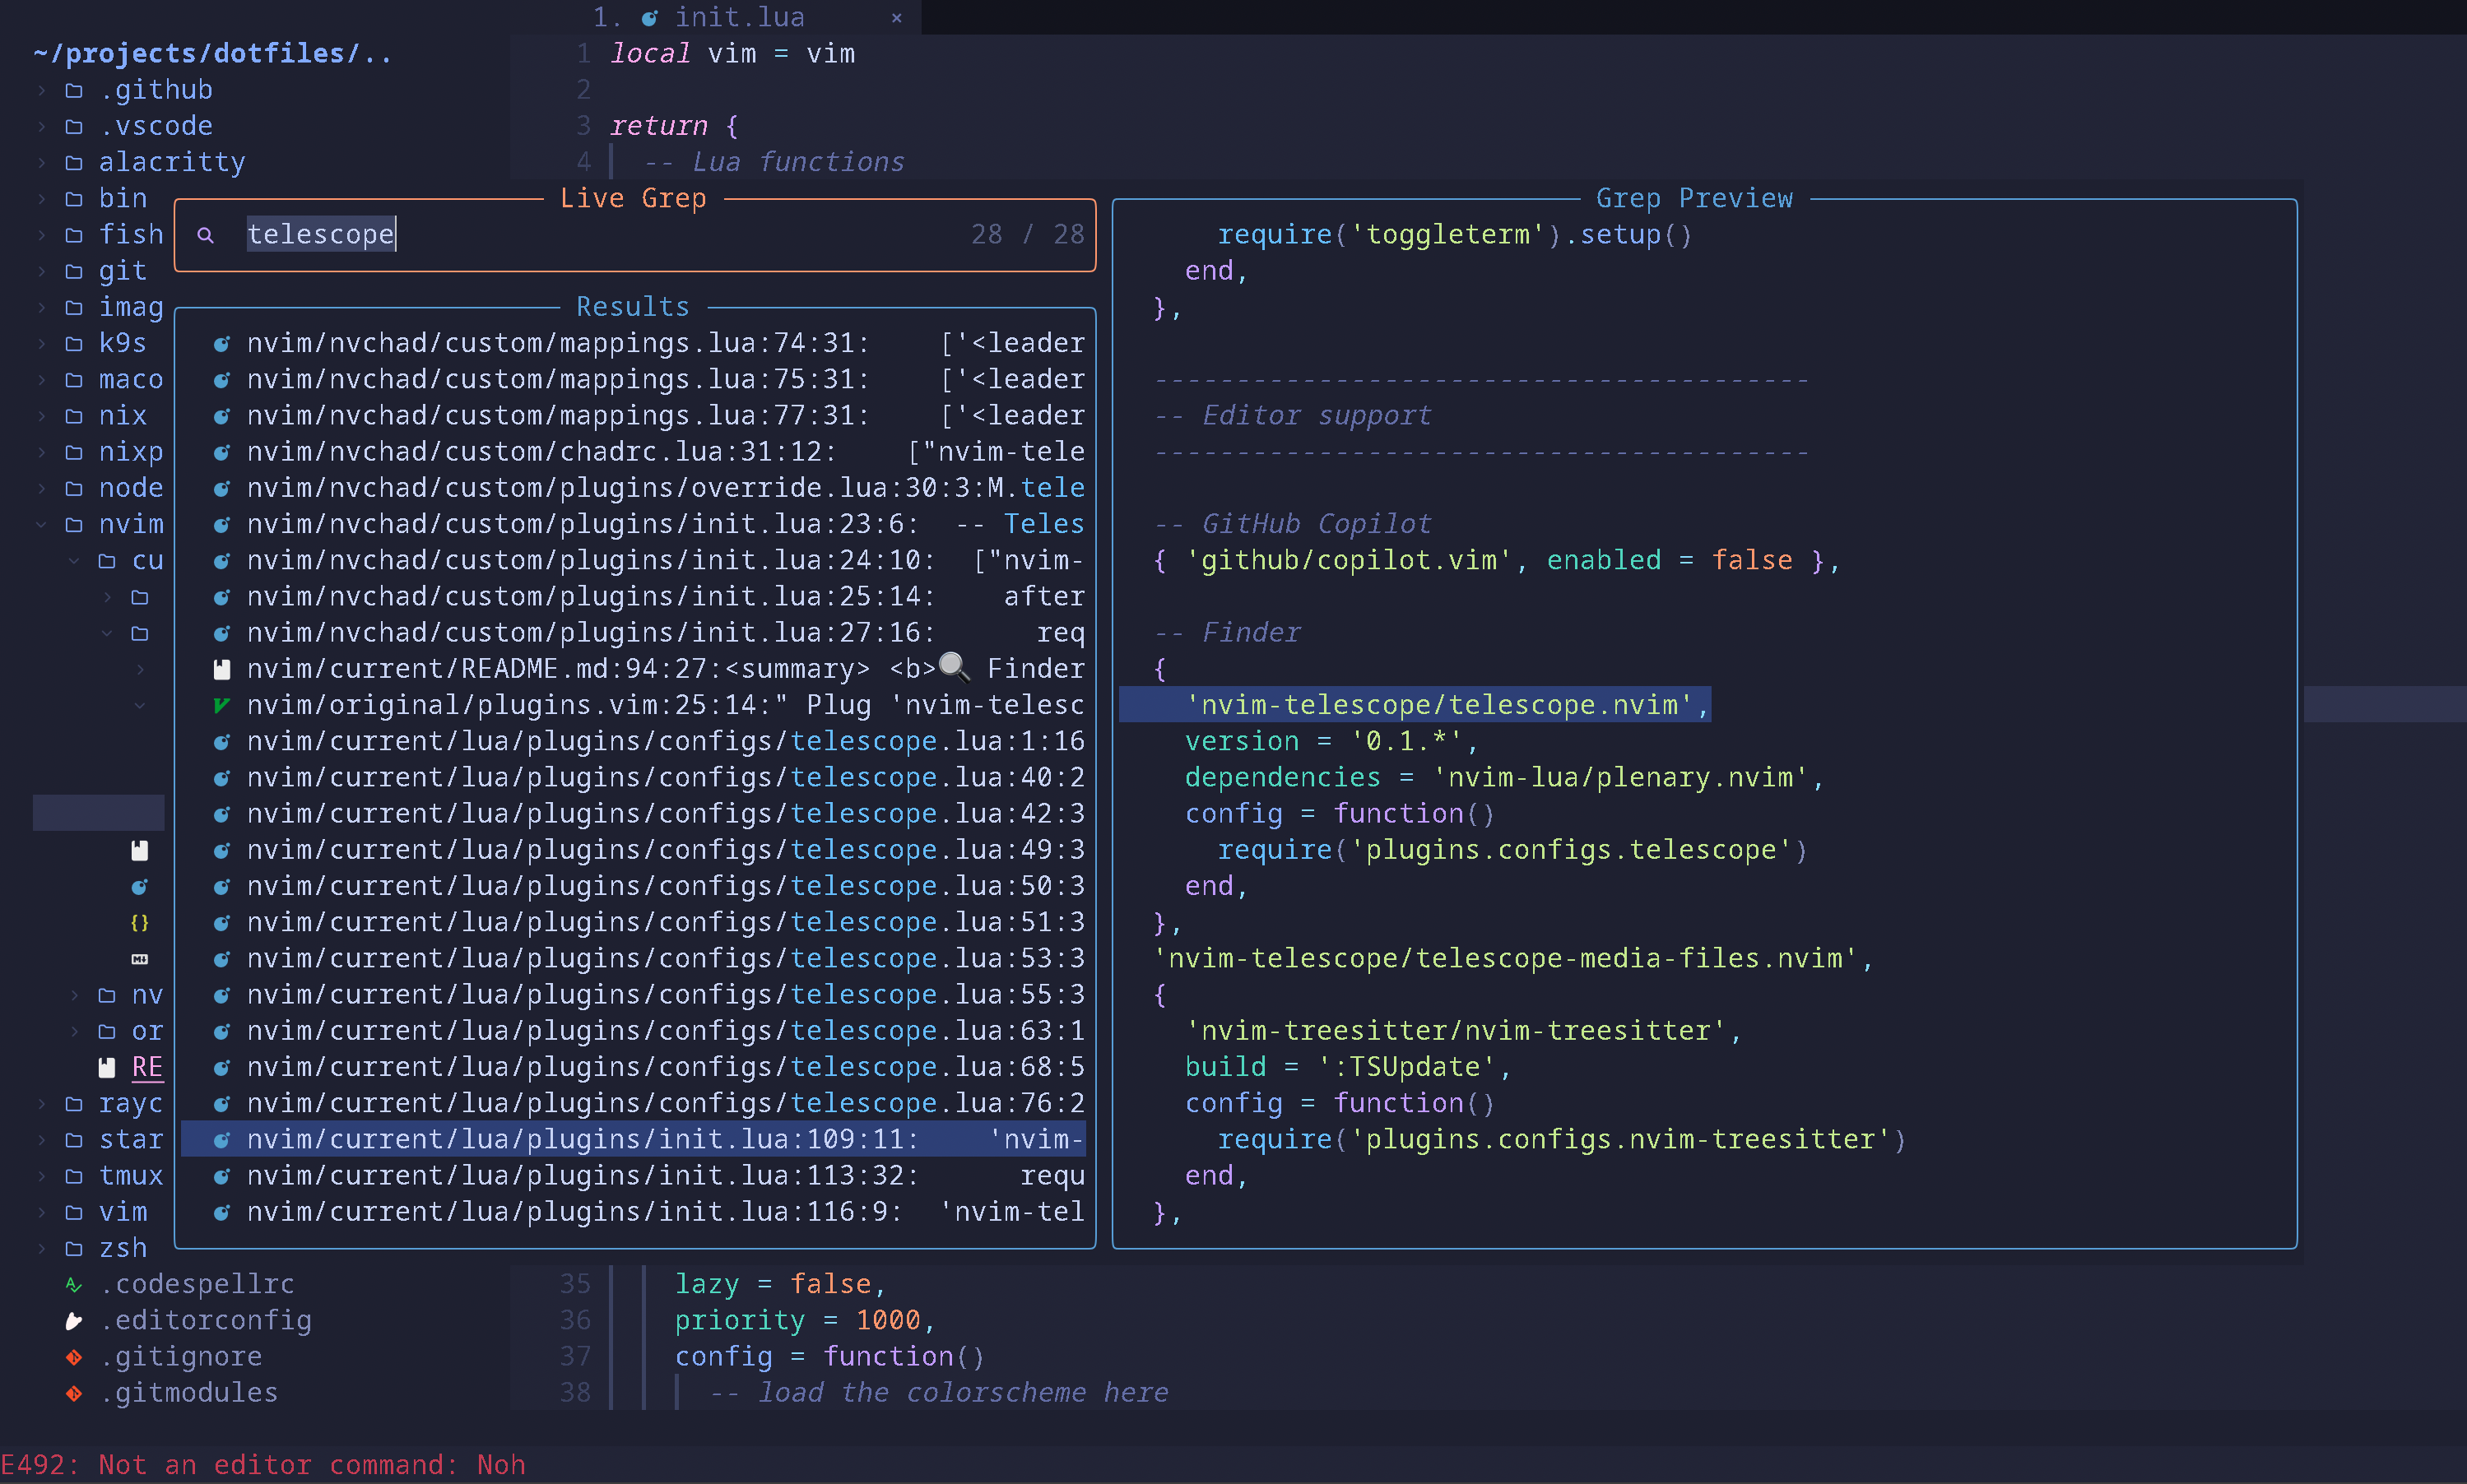 1. init.lua ×
~/projects/dotfiles/..
.github
.vscode
alacritty
bin
fish
git
imag
k9s
maco
nix
nixp
node
nvim
cu
nv
or
RE
rayc
star
tmux
vim
zsh
.codespellrc
.editorconfig
.gitignore
.gitmodules
1 local vim = vim
2
3 return {
4 -- Lua functions
Live Grep
telescope 28 / 28
Results
nvim/nvchad/custom/mappings.lua:74:31: ['<leader
nvim/nvchad/custom/mappings.lua:75:31: ['<leader
nvim/nvchad/custom/mappings.lua:77:31: ['<leader
nvim/nvchad/custom/chadrc.lua:31:12: ["nvim-tele
nvim/nvchad/custom/plugins/override.lua:30:3:M.tele
nvim/nvchad/custom/plugins/init.lua:23:6: -- Teles
nvim/nvchad/custom/plugins/init.lua:24:10: ["nvim-
nvim/nvchad/custom/plugins/init.lua:25:14: after
nvim/nvchad/custom/plugins/init.lua:27:16: req
nvim/current/README.md:94:27:<summary> <b>🔍 Finder
nvim/original/plugins.vim:25:14:" Plug 'nvim-telesc
nvim/current/lua/plugins/configs/telescope.lua:1:16
nvim/current/lua/plugins/configs/telescope.lua:40:2
nvim/current/lua/plugins/configs/telescope.lua:42:3
nvim/current/lua/plugins/configs/telescope.lua:49:3
nvim/current/lua/plugins/configs/telescope.lua:50:3
nvim/current/lua/plugins/configs/telescope.lua:51:3
nvim/current/lua/plugins/configs/telescope.lua:53:3
nvim/current/lua/plugins/configs/telescope.lua:55:3
nvim/current/lua/plugins/configs/telescope.lua:63:1
nvim/current/lua/plugins/configs/telescope.lua:68:5
nvim/current/lua/plugins/configs/telescope.lua:76:2
nvim/current/lua/plugins/init.lua:109:11: 'nvim-
nvim/current/lua/plugins/init.lua:113:32: requ
nvim/current/lua/plugins/init.lua:116:9: 'nvim-tel
Grep Preview
require('toggleterm').setup()
end,
},
----------------------------------------
-- Editor support
----------------------------------------
-- GitHub Copilot
{ 'github/copilot.vim', enabled = false },
-- Finder
{
'nvim-telescope/telescope.nvim',
version = '0.1.*',
dependencies = 'nvim-lua/plenary.nvim',
config = function()
require('plugins.configs.telescope')
end,
},
'nvim-telescope/telescope-media-files.nvim',
{
'nvim-treesitter/nvim-treesitter',
build = ':TSUpdate',
config = function()
require('plugins.configs.nvim-treesitter')
end,
},
35 lazy = false,
36 priority = 1000,
37 config = function()
38 -- load the colorscheme here
E492: Not an editor command: Noh